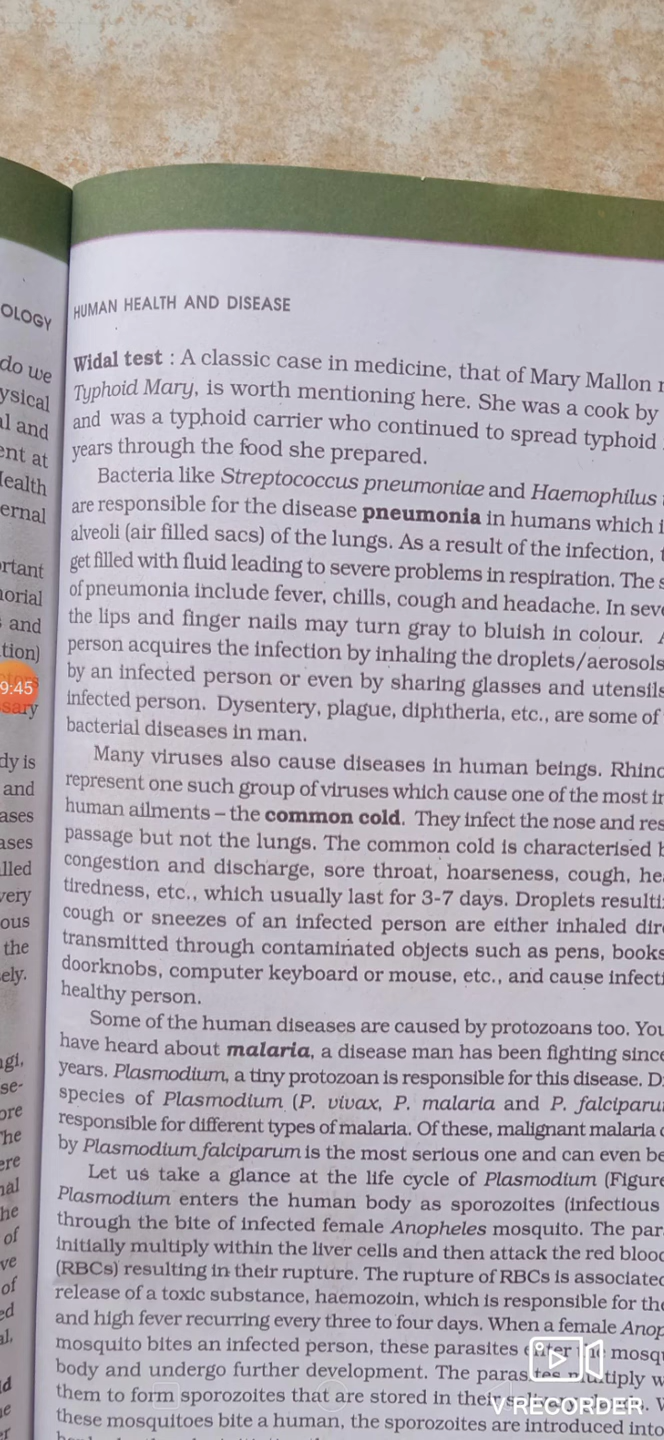 OLOGY
do we
ysical
al and
ent at
Health
ernal
ortant
norial
s and
tion)
ctors
ssary
9:45
dy is
and
ases
ases
lled
very
ous
the
ely.
ngi,
se-
ore
The
ere
nal
he
of
ve
of
ed
al,
HUMAN HEALTH AND DISEASE
Widal test : A classic case in medicine, that of Mary Mallon
Typhoid Mary, is worth mentioning here. She was a cook by
and was a typhoid carrier who continued to spread typhoid
years through the food she prepared.
Bacteria like Streptococcus pneumoniae and Haemophilus
are responsible for the disease pneumonia in humans which i
alveoli (air filled sacs) of the lungs. As a result of the infection,
get filled with fluid leading to severe problems in respiration. The s
of pneumonia include fever, chills, cough and headache. In seve
the lips and finger nails may turn gray to bluish in colour. A
person acquires the infection by inhaling the droplets/aerosols
by an infected person or even by sharing glasses and utensils
infected person. Dysentery, plague, diphtheria, etc., are some of
bacterial diseases in man.
Many viruses also cause diseases in human beings. Rhino
represent one such group of viruses which cause one of the most in
human ailments – the common cold. They infect the nose and res
passage but not the lungs. The common cold is characterised b
congestion and discharge, sore throat, hoarseness, cough, hea
tiredness, etc., which usually last for 3-7 days. Droplets resulti
cough or sneezes of an infected person are either inhaled dire
transmitted through contaminated objects such as pens, books
doorknobs, computer keyboard or mouse, etc., and cause infecti
healthy person.
Some of the human diseases are caused by protozoans too. You
have heard about malaria, a disease man has been fighting since
years. Plasmodium, a tiny protozoan is responsible for this disease. D
species of Plasmodium (P. vivax, P. malaria and P. falciparu
responsible for different types of malaria. Of these, malignant malaria c
by Plasmodium falciparum is the most serious one and can even be
Let us take a glance at the life cycle of Plasmodium (Figure
Plasmodium enters the human body as sporozoites (infectious
through the bite of infected female Anopheles mosquito. The par
initially multiply within the liver cells and then attack the red blood
(RBCs) resulting in their rupture. The rupture of RBCs is associated
release of a toxic substance, haemozoin, which is responsible for the
and high fever recurring every three to four days. When a female Anop
mosquito bites an infected person, these parasites enter the mosqu
body and undergo further development. The parasites multiply w
them to form sporozoites that are stored in their salivary
these mosquitoes bite a human, the sporozoites are introduced into
V RECORDER